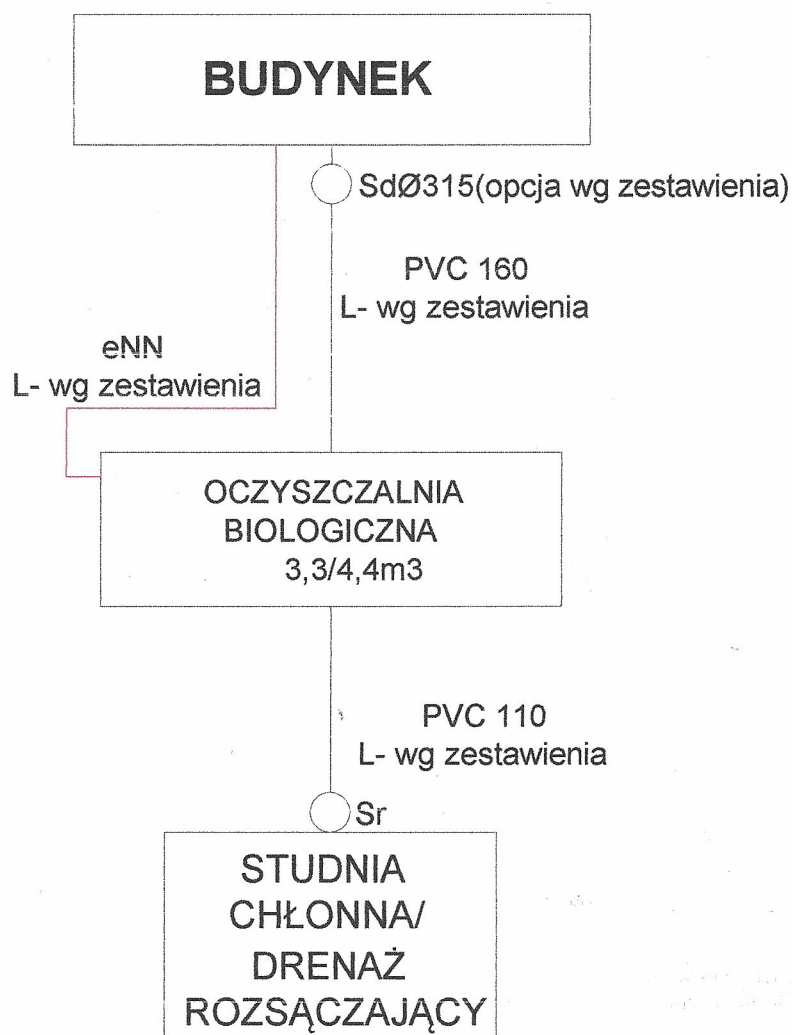 BUDYNEK
SdØ315(opcja wg zestawienia)
PVC 160
L- wg zestawienia
eNN
L- wg zestawienia
OCZYSZCZALNIA
BIOLOGICZNA
3,3/4,4m3
PVC 110
L- wg zestawienia
Sr
STUDNIA
CHŁONNA/
DRENAŻ
ROZSĄCZAJĄCY